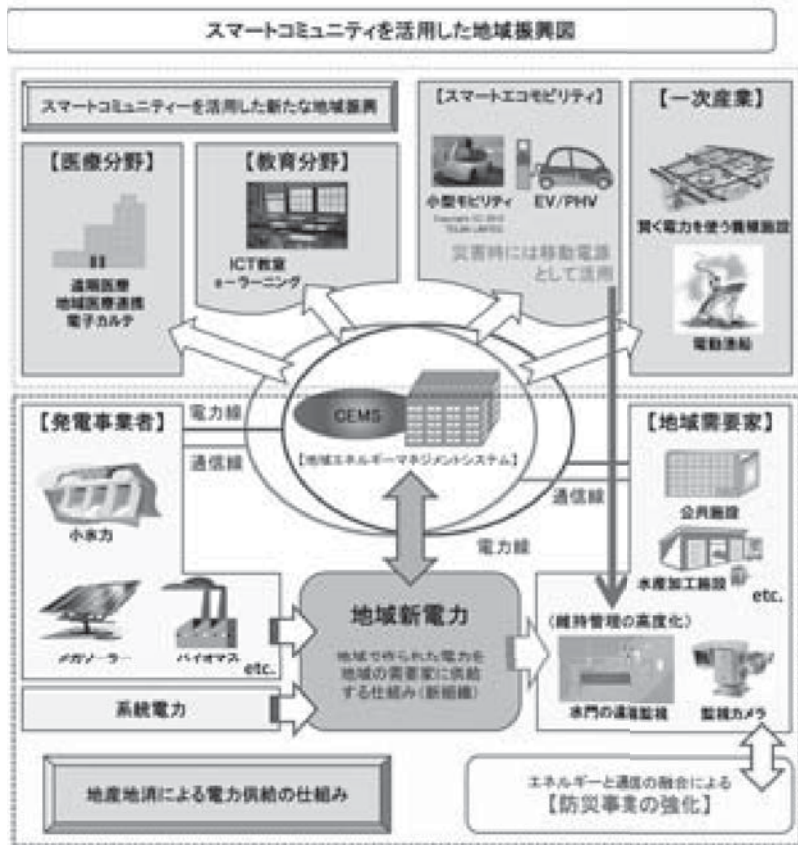 スマートコミュニティを活用した地域振興図
スマートコミュニティーを活用した新たな地域振興
【医療分野】
遠隔医療
地域医療連携
電子カルテ
【教育分野】
ICT教室
e－ラーニング
【スマートエコモビリティ】
小型モビリティ
EV/PHV
災害時には移動電源
として活用
【一次産業】
賢く電力を使う養殖施設
電動漁船
【発電事業者】
小水力
メガソーラー
バイオマス
etc.
系統電力
電力線
通信線
CEMS
【地域エネルギーマネジメントシステム】
通信線
電力線
地域新電力
地域で作られた電力を
地域の需要家に供給
する仕組み（新組織）
【地域需要家】
公共施設
水産加工施設
etc.
（維持管理の高度化）
水門の遠隔監視
監視カメラ
地産地消による電力供給の仕組み
エネルギーと通信の融合による
【防災事業の強化】